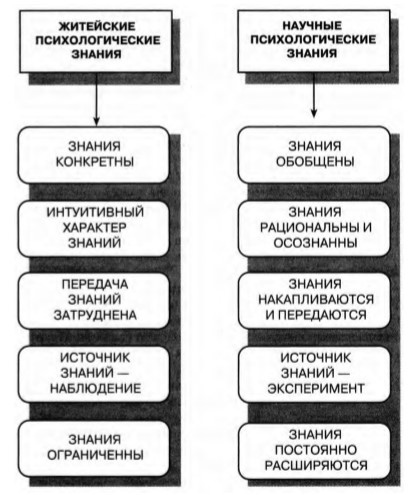 ЖИТЕЙСКИЕ
ПСИХОЛОГИЧЕСКИЕ
ЗНАНИЯ
ЗНАНИЯ
КОНКРЕТНЫ
ИНТУИТИВНЫЙ
ХАРАКТЕР
ЗНАНИЙ
ПЕРЕДАЧА
ЗНАНИЙ
ЗАТРУДНЕНА
ИСТОЧНИК
ЗНАНИЙ —
НАБЛЮДЕНИЕ
ЗНАНИЯ
ОГРАНИЧЕННЫ
НАУЧНЫЕ
ПСИХОЛОГИЧЕСКИЕ
ЗНАНИЯ
ЗНАНИЯ
ОБОБЩЕНЫ
ЗНАНИЯ
РАЦИОНАЛЬНЫ И
ОСОЗНАННЫ
ЗНАНИЯ
НАКАПЛИВАЮТСЯ
И ПЕРЕДАЮТСЯ
ИСТОЧНИК
ЗНАНИЙ —
ЭКСПЕРИМЕНТ
ЗНАНИЯ
ПОСТОЯННО
РАСШИРЯЮТСЯ